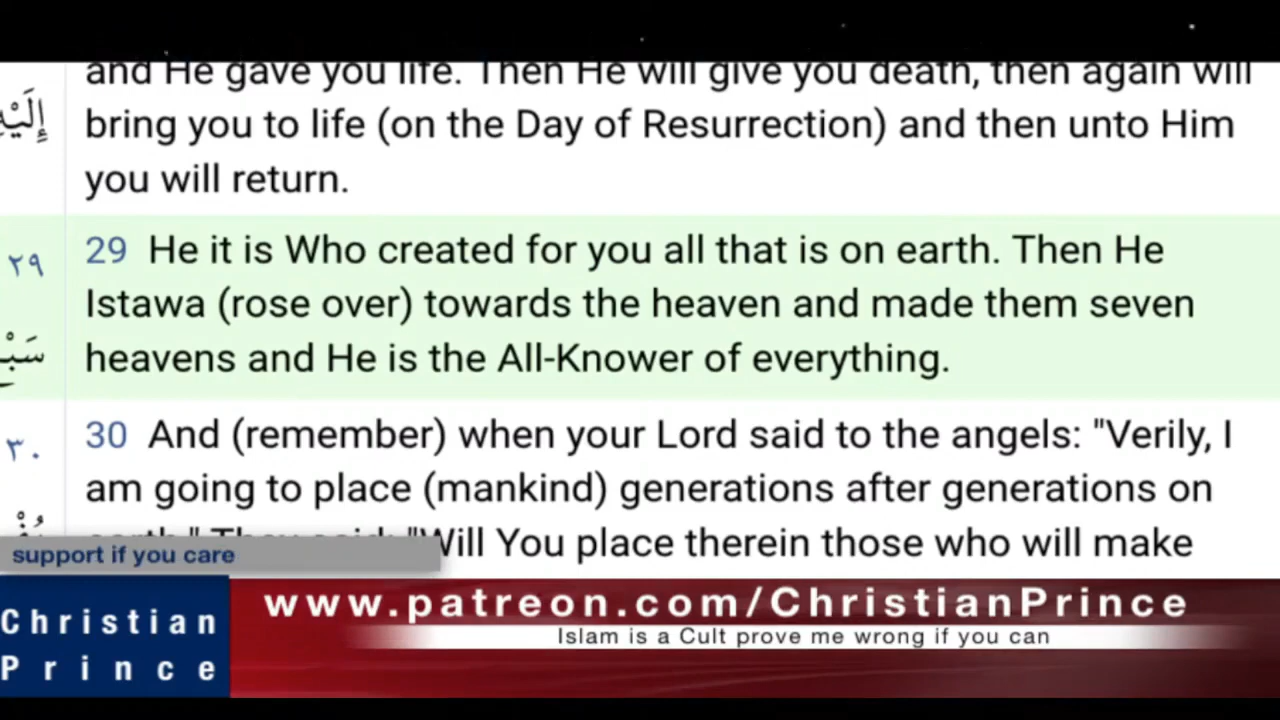 and He gave you life. Then He will give you death, then again will
bring you to life (on the Day of Resurrection) and then unto Him
you will return.
إِلَيْهِ
29 He it is Who created for you all that is on earth. Then He
Istawa (rose over) towards the heaven and made them seven
heavens and He is the All-Knower of everything.
٢٩
30 And (remember) when your Lord said to the angels: "Verily, I
am going to place (mankind) generations after generations on
earth." They said: "Will You place therein those who will make
٣٠
support if you care
Christian
Prince
www.patreon.com/ChristianPrince
Islam is a Cult prove me wrong if you can